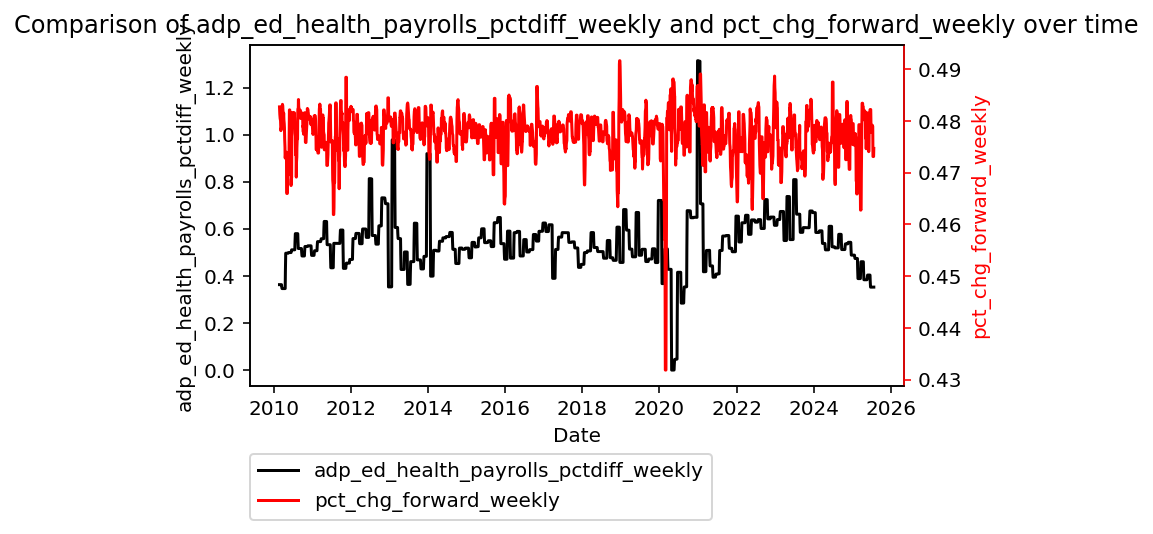 Comparison of adp_ed_health_payrolls_pctdiff_weekly and pct_chg_forward_weekly over time
adp_ed_health_payrolls_pctdiff_weekly
1.2
1.0
0.8
0.6
0.4
0.2
0.0
0.49
0.48
0.47
0.46
0.45
0.44
0.43
pct_chg_forward_weekly
2010 2012 2014 2016 2018 2020 2022 2024 2026
Date
adp_ed_health_payrolls_pctdiff_weekly
pct_chg_forward_weekly